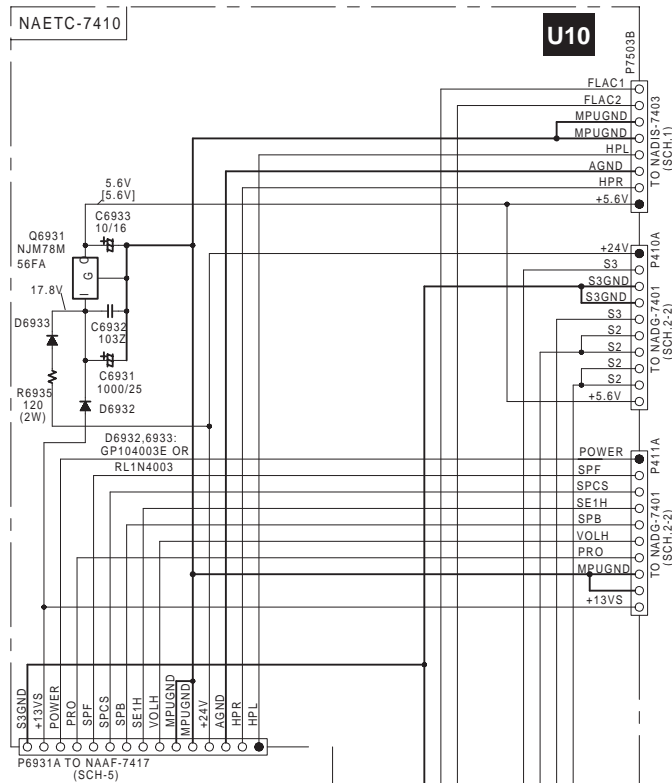 NAETC-7410
U10
P7503B
FLAC1
FLAC2
MPUGND
MPUGND
HPL
AGND
HPR
+5.6V
TO NADIS-7403
(SCH.1)
5.6V
[5.6V]
C6933
10/16
Q6931
NJM78M
56FA
I G O
17.8V
D6933
C6932
103Z
C6931
1000/25
R6935
120
(2W)
D6932
D6932,6933:
GP104003E OR
RL1N4003
P410A
+24V
S3
S3GND
S3GND
S3
S2
S2
S2
S2
+5.6V
TO NADG-7401
(SCH.2-2)
P411A
POWER
SPF
SPCS
SE1H
SPB
VOLH
PRO
MPUGND
+13VS
TO NADG-7401
(SCH.2-2)
S3GND
+13VS
POWER
PRO
SPF
SPCS
SPB
SE1H
VOLH
MPUGND
MPUGND
+24V
AGND
HPR
HPL
P6931A TO NAAF-7417
(SCH-5)